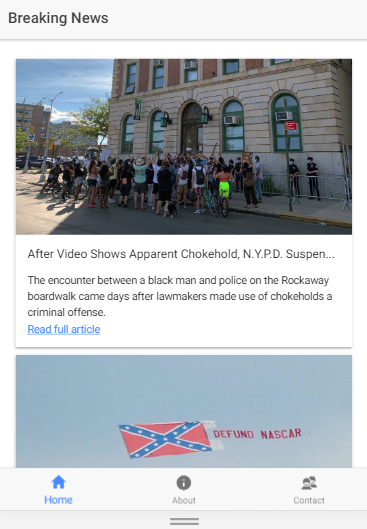 Breaking News
After Video Shows Apparent Chokehold, N.Y.P.D. Suspen...
The encounter between a black man and police on the Rockaway
boardwalk came days after lawmakers made use of chokeholds a
criminal offense.
Read full article
DEFUND NASCAR
Home
About
Contact